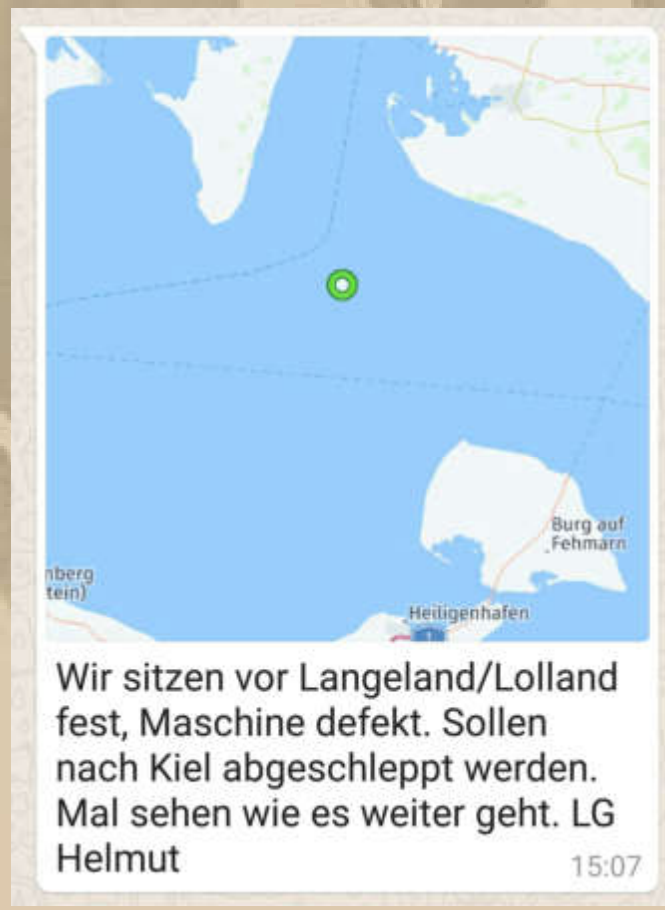 Burg auf
Fehmarn
nberg
tein)
Heiligenhafen
1
Wir sitzen vor Langeland/Lolland
fest, Maschine defekt. Sollen
nach Kiel abgeschleppt werden.
Mal sehen wie es weiter geht. LG
Helmut
15:07